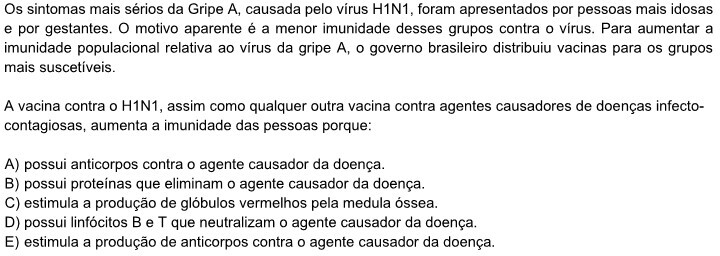 Os sintomas mais sérios da Gripe A, causada pelo vírus H1N1, foram apresentados por pessoas mais idosas
e por gestantes. O motivo aparente é a menor imunidade desses grupos contra o vírus. Para aumentar a
imunidade populacional relativa ao vírus da gripe A, o governo brasileiro distribuiu vacinas para os grupos
mais suscetíveis.
A vacina contra o H1N1, assim como qualquer outra vacina contra agentes causadores de doenças infecto-
contagiosas, aumenta a imunidade das pessoas porque:
A) possui anticorpos contra o agente causador da doença.
B) possui proteínas que eliminam o agente causador da doença.
C) estimula a produção de glóbulos vermelhos pela medula óssea.
D) possui linfócitos B e T que neutralizam o agente causador da doença.
E) estimula a produção de anticorpos contra o agente causador da doença.